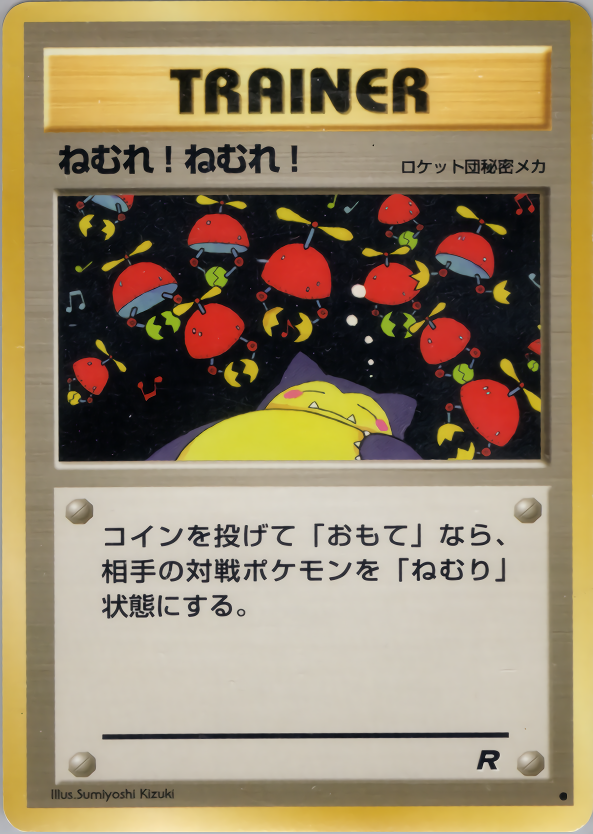 TRAINER
ねむれ！ねむれ！
ロケット団秘密メカ
コインを投げて「おもて」なら、
相手の対戦ポケモンを「ねむり」
状態にする。
R
Illus.Sumiyoshi Kizuki